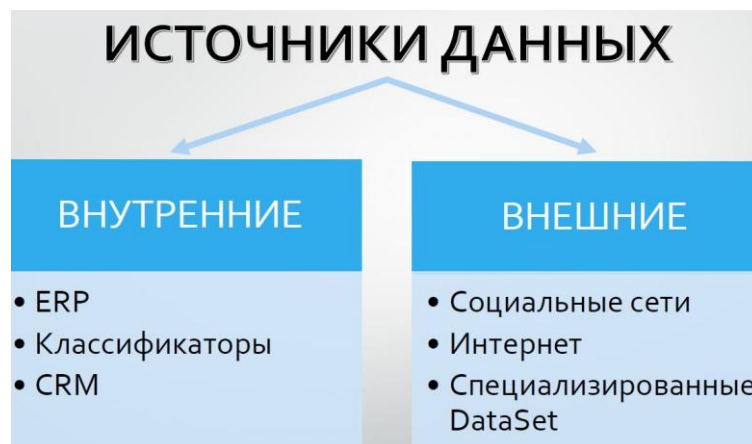 ИСТОЧНИКИ ДАННЫХ
ВНУТРЕННИЕ
• ERP
• Классификаторы
• CRM
ВНЕШНИЕ
• Социальные сети
• Интернет
• Специализированные
DataSet